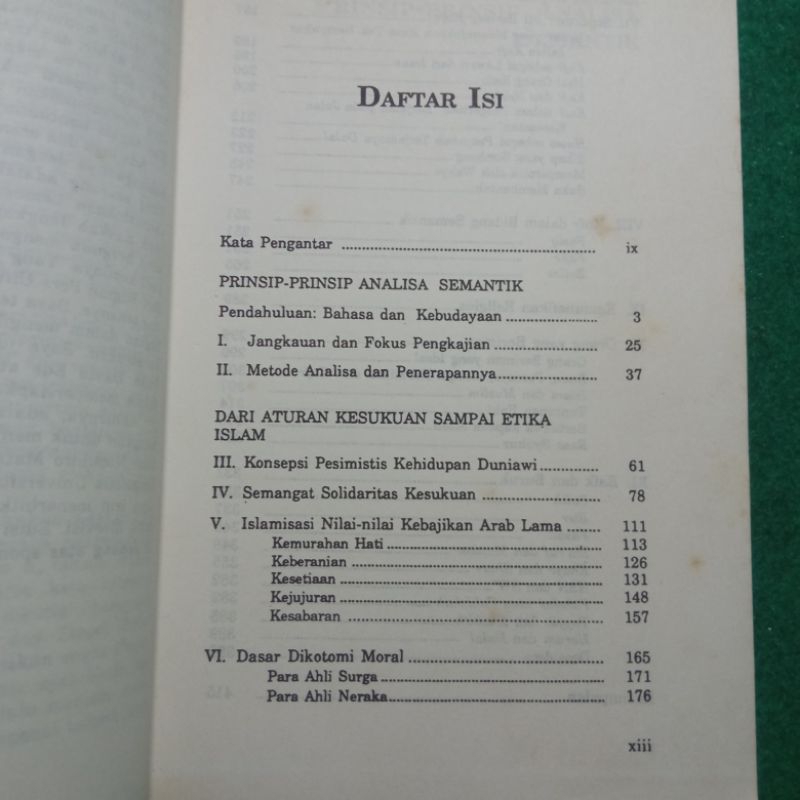 DAFTAR ISI
Kata Pengantar ........ ix
PRINSIP-PRINSIP ANALISA SEMANTIK
Pendahuluan: Bahasa dan Kebudayaan ........ 3
I. Jangkauan dan Fokus Pengkajian ........ 25
II. Metode Analisa dan Penerapannya ........ 37
DARI ATURAN KESUKUAN SAMPAI ETIKA
ISLAM
III. Konsepsi Pesimistis Kehidupan Duniawi ........ 61
IV. Semangat Solidaritas Kesukuan ........ 78
V. Islamisasi Nilai-nilai Kebajikan Arab Lama ........ 111
Kemurahan Hati ........ 113
Keberanian ........ 126
Kesetiaan ........ 131
Kejujuran ........ 148
Kesabaran ........ 157
VI. Dasar Dikotomi Moral ........ 165
Para Ahli Surga ........ 171
Para Ahli Neraka ........ 176
xiii